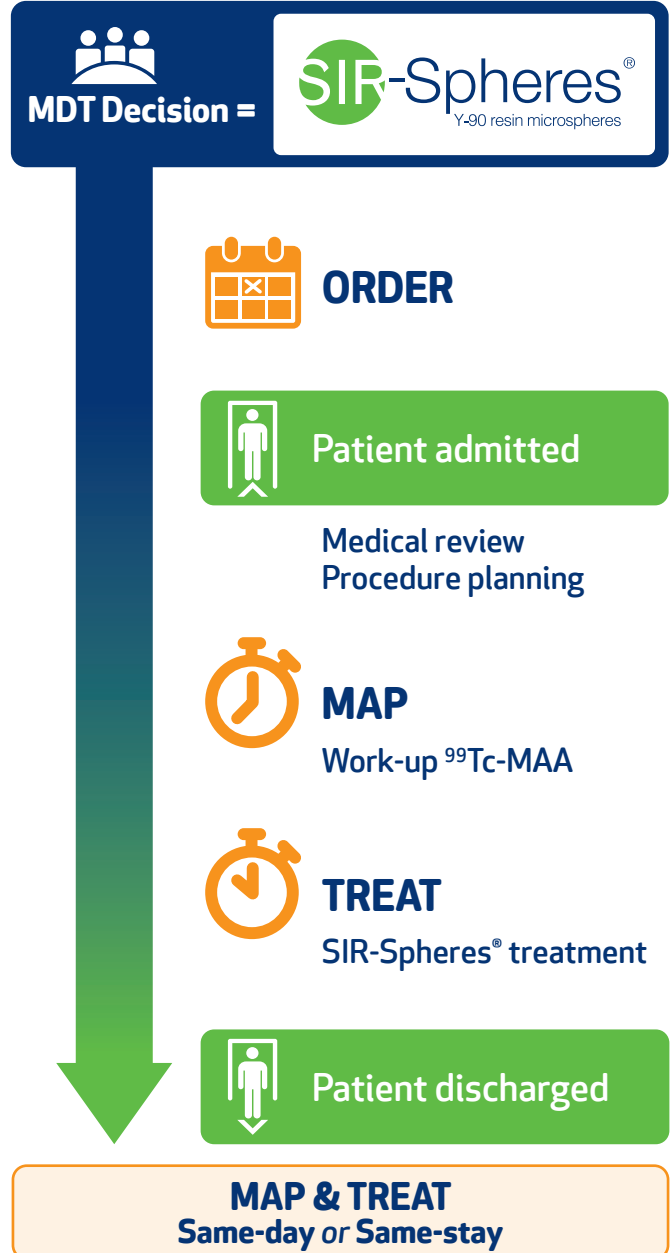 MDT Decision =
SIR-Spheres®
Y-90 resin microspheres
ORDER
Patient admitted
Medical review
Procedure planning
MAP
Work-up ⁹⁹Tc-MAA
TREAT
SIR-Spheres® treatment
Patient discharged
MAP & TREAT
Same-day or Same-stay